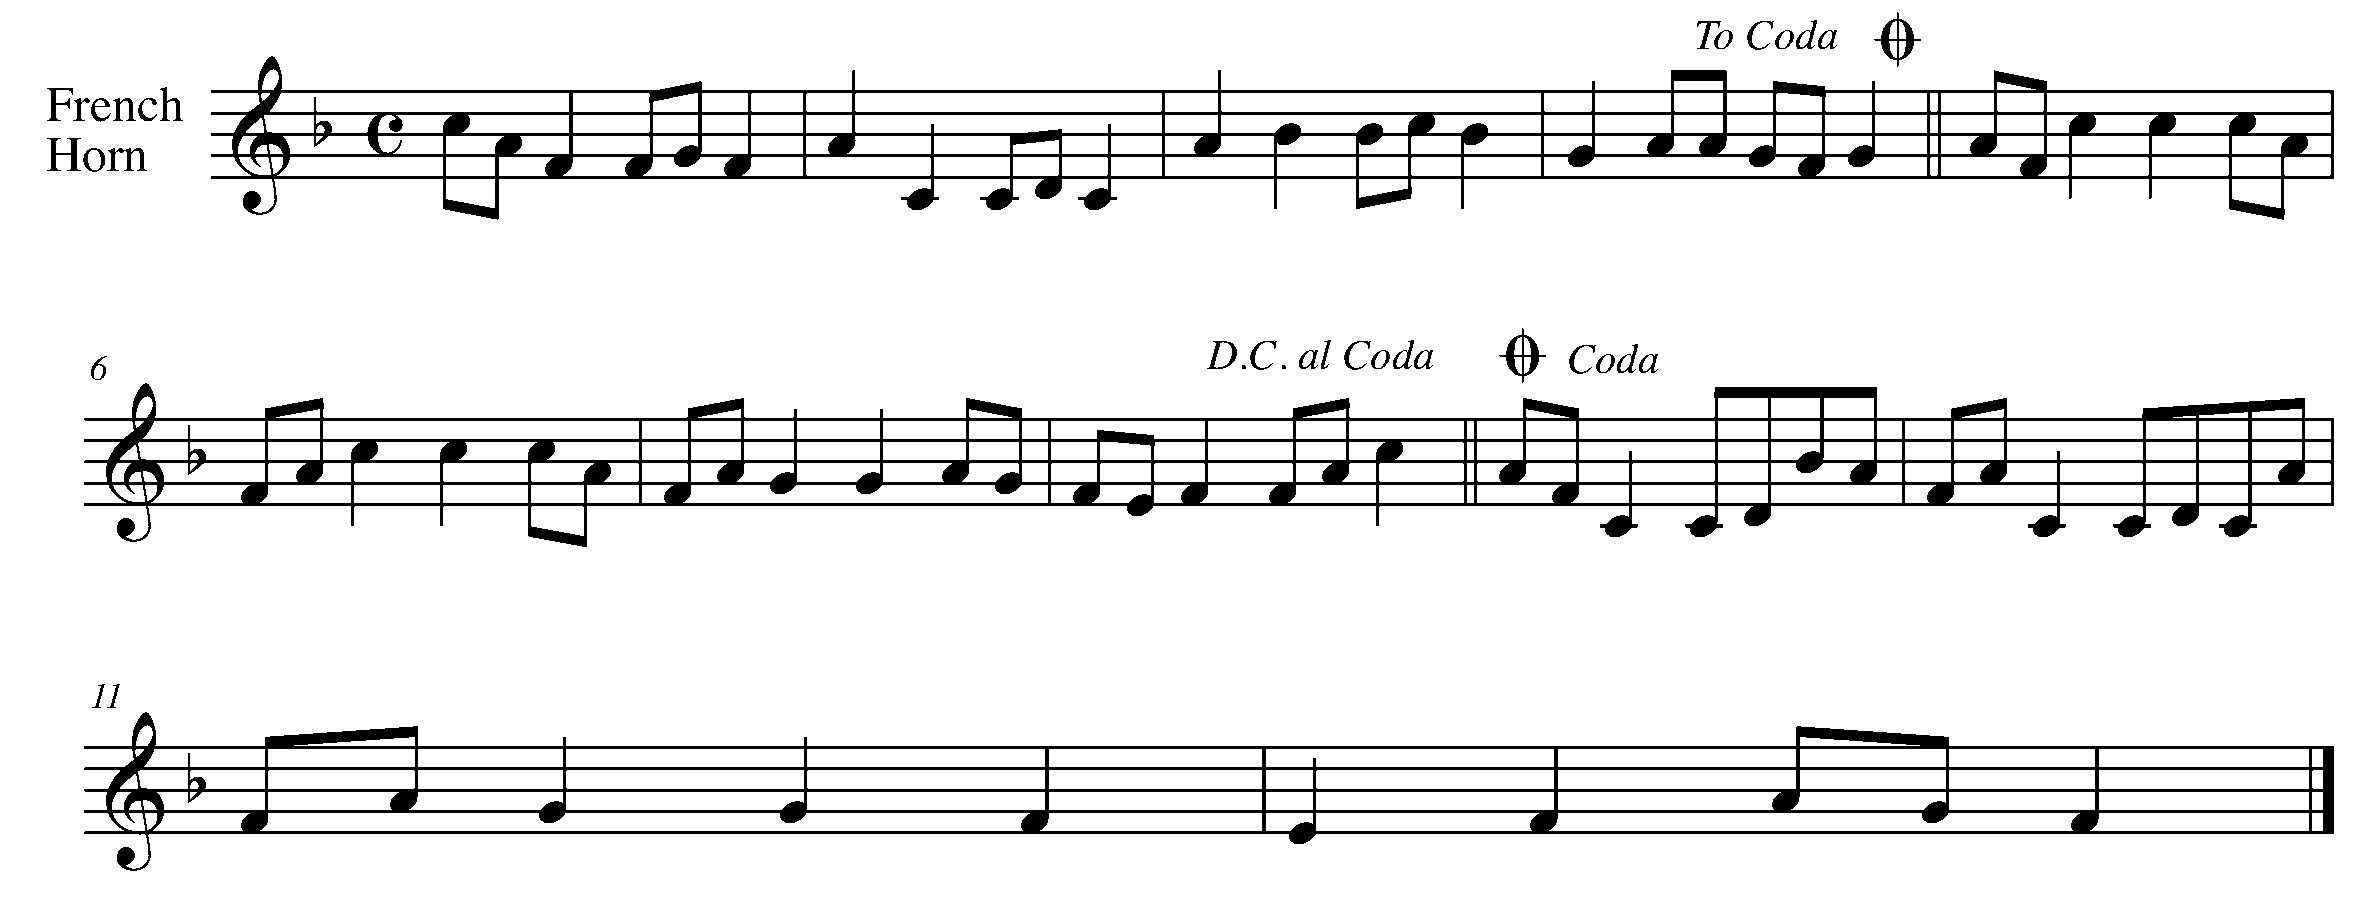 To Coda
French
Horn
6
D.C. al Coda
Coda
11